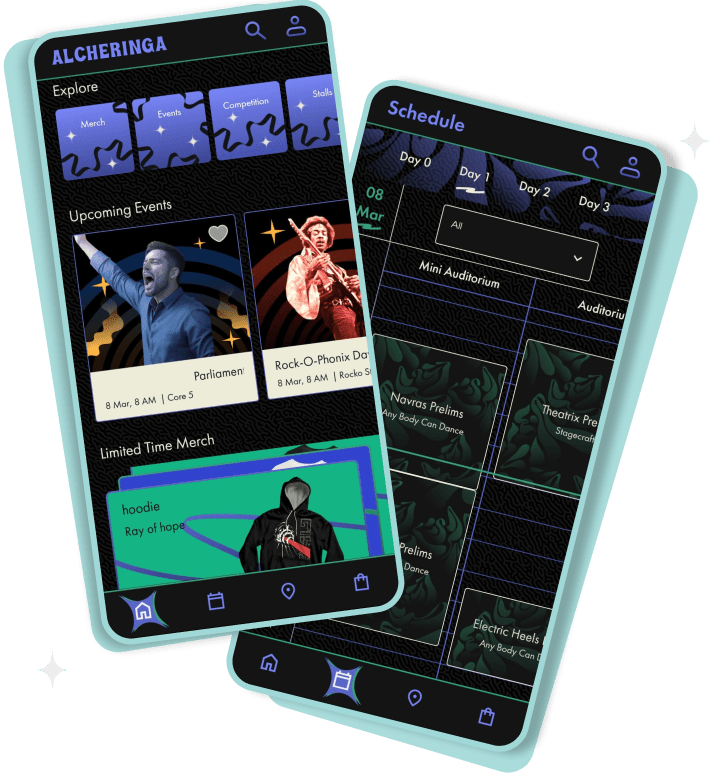 ALCHERINGA
Explore
Merch
Events
Competition
Stalls
Upcoming Events
Parliamen
8 Mar, 8 AM | Core 5
Rock-O-Phonix Da
8 Mar, 8 AM | Rocko S
Limited Time Merch
hoodie
Ray of hope
Schedule
Day 0
Day 1
Day 2
Day 3
08
Mar
All
Mini Auditorium
Auditoriu
Navras Prelims
Any Body Can Dance
Theatrix Pre
Stagecraft
Prelims
Dance
Electric Heels
Any Body Can D